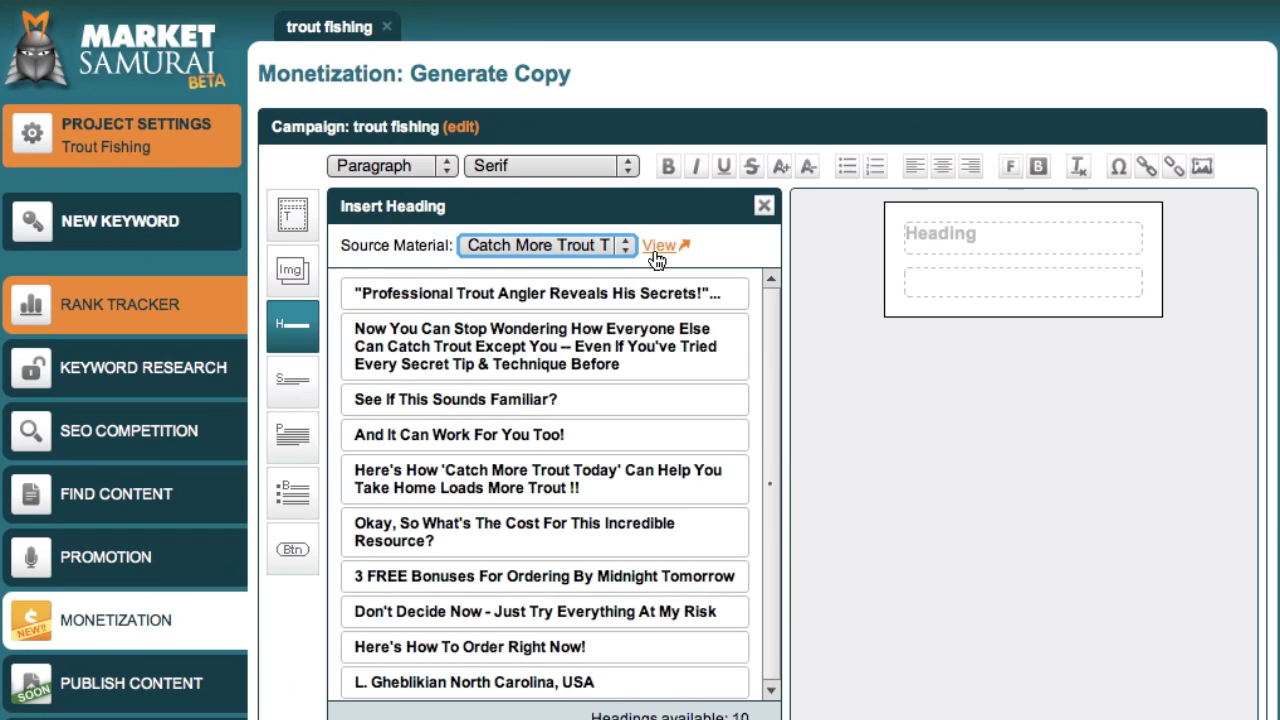 trout fishing ×
MARKET
SAMURAI
BETA
Monetization: Generate Copy
PROJECT SETTINGS
Trout Fishing
NEW KEYWORD
RANK TRACKER
KEYWORD RESEARCH
SEO COMPETITION
FIND CONTENT
PROMOTION
NEW!!
MONETIZATION
SOON
PUBLISH CONTENT
Campaign: trout fishing (edit)
Paragraph Serif B I U S A+ A- F B Tx Ω
T
Img
H
S
P
B
Btn
Insert Heading
Source Material: Catch More Trout T View
"Professional Trout Angler Reveals His Secrets!"...
Now You Can Stop Wondering How Everyone Else
Can Catch Trout Except You -- Even If You've Tried
Every Secret Tip & Technique Before
See If This Sounds Familiar?
And It Can Work For You Too!
Here's How 'Catch More Trout Today' Can Help You
Take Home Loads More Trout !!
Okay, So What's The Cost For This Incredible
Resource?
3 FREE Bonuses For Ordering By Midnight Tomorrow
Don't Decide Now - Just Try Everything At My Risk
Here's How To Order Right Now!
L. Gheblikian North Carolina, USA
Headings available: 10
Heading